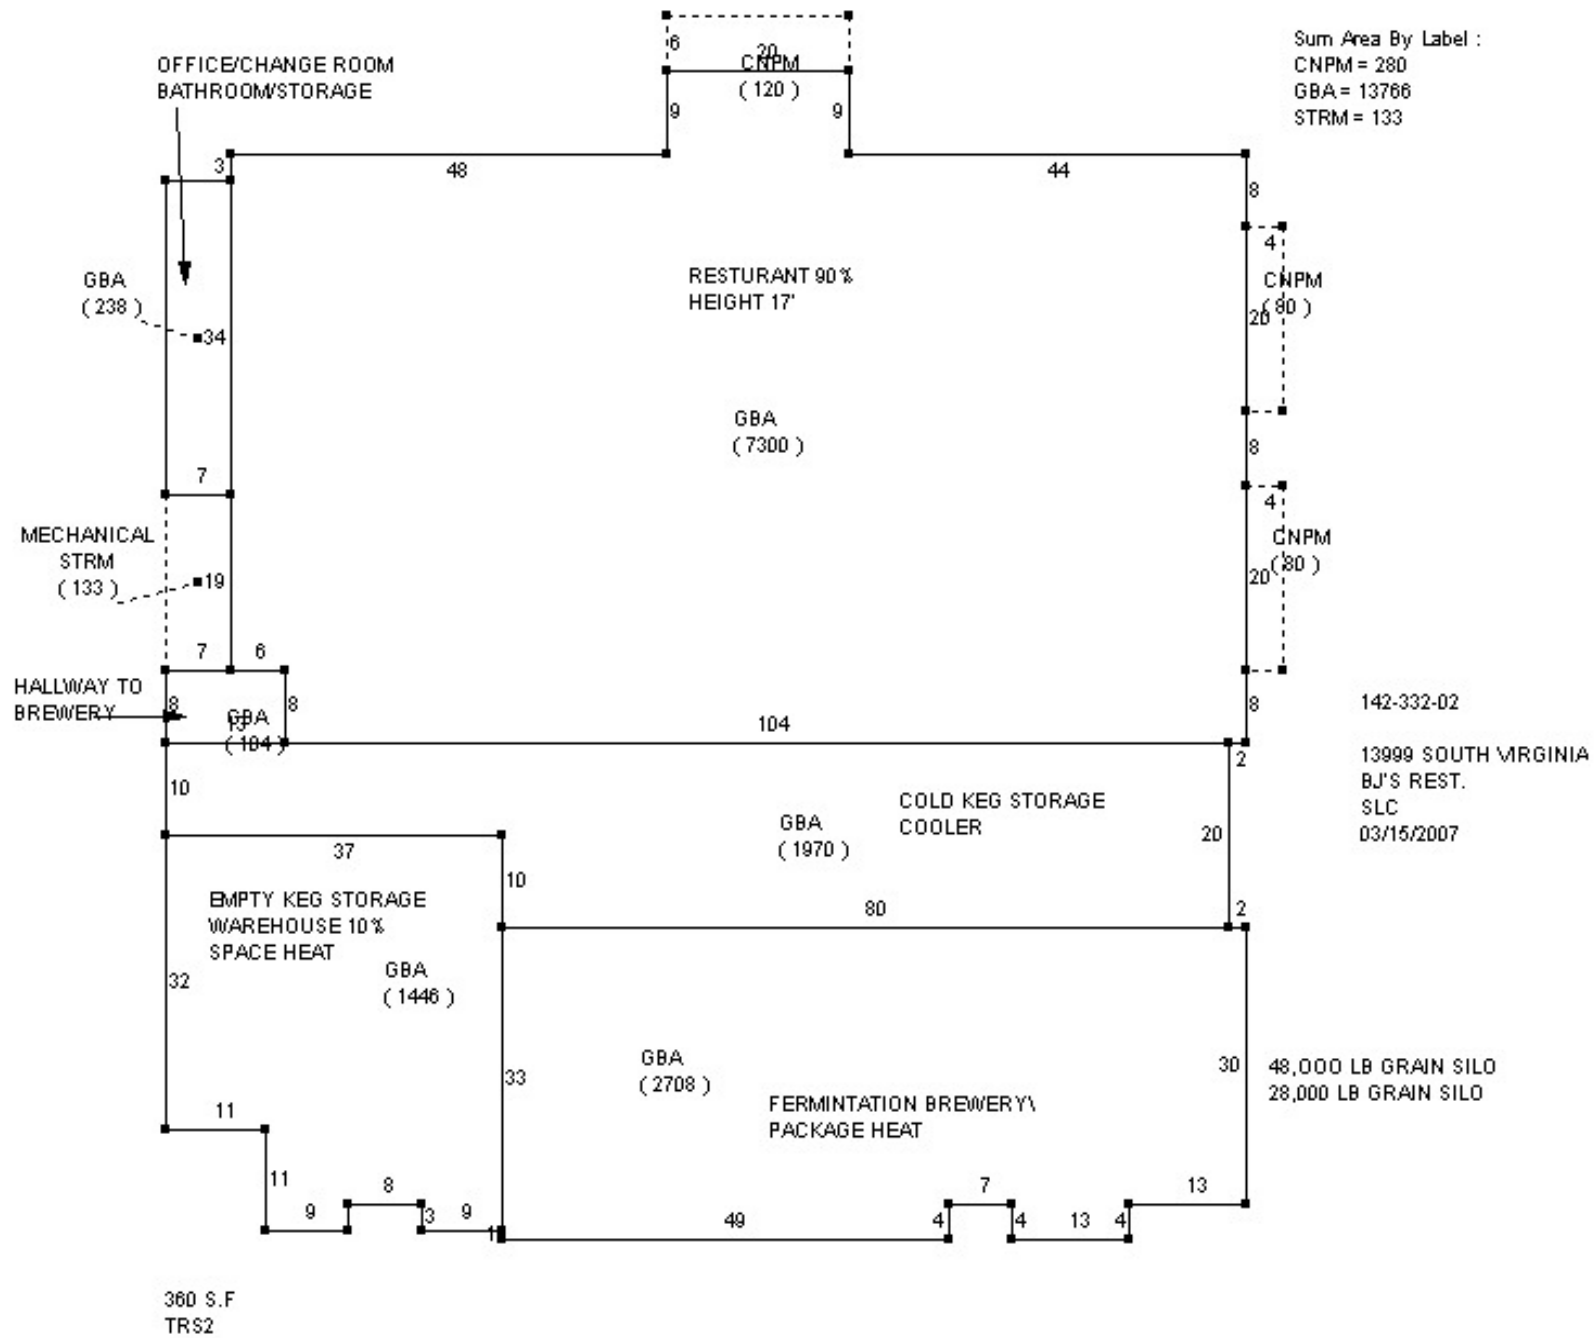 6
20
CNPM
( 120 )
9
9
Sum Area By Label :
CNPM = 280
GBA = 13766
STRM = 133
OFFICE/CHANGE ROOM
BATHROOM/STORAGE
3
48
44
8
4
CNPM
( 80 )
20
GBA
( 238 )
34
RESTURANT 90%
HEIGHT 17'
GBA
( 7300 )
8
4
CNPM
( 80 )
20
7
MECHANICAL
STRM
( 133 )
19
7
6
HALLWAY TO
BREWERY
8
8
GBA
13
( 104 )
104
8
2
142-332-02
13999 SOUTH VIRGINIA
BJ'S REST.
SLC
03/15/2007
10
COLD KEG STORAGE
COOLER
GBA
( 1970 )
20
37
10
80
2
EMPTY KEG STORAGE
WAREHOUSE 10%
SPACE HEAT
GBA
( 1446 )
32
33
GBA
( 2708 )
30
48,OOO LB GRAIN SILO
28,000 LB GRAIN SILO
FERMINTATION BREWERY\
PACKAGE HEAT
11
11
9
8
3
9
1
49
4
7
4
13
4
13
360 S.F
TRS2